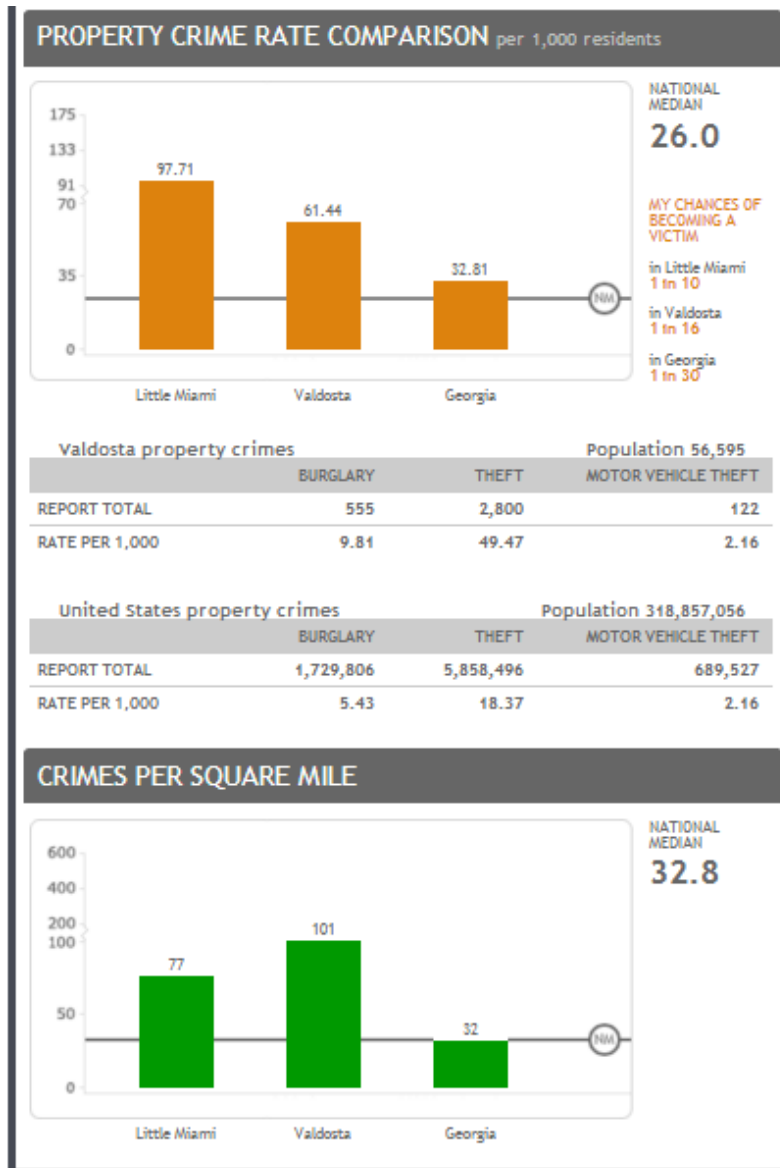 PROPERTY CRIME RATE COMPARISON per 1,000 residents
175
133
91
70
35
0
97.71
61.44
32.81
NM
Little Miami Valdosta Georgia
NATIONAL
MEDIAN
26.0
MY CHANCES OF
BECOMING A
VICTIM
in Little Miami
1 in 10
in Valdosta
1 in 16
in Georgia
1 in 30
Valdosta property crimes Population 56,595
BURGLARY THEFT MOTOR VEHICLE THEFT
REPORT TOTAL 555 2,800 122
RATE PER 1,000 9.81 49.47 2.16
United States property crimes Population 318,857,056
BURGLARY THEFT MOTOR VEHICLE THEFT
REPORT TOTAL 1,729,806 5,858,496 689,527
RATE PER 1,000 5.43 18.37 2.16
CRIMES PER SQUARE MILE
600
400
200
100
50
0
77
101
32
NM
Little Miami Valdosta Georgia
NATIONAL
MEDIAN
32.8